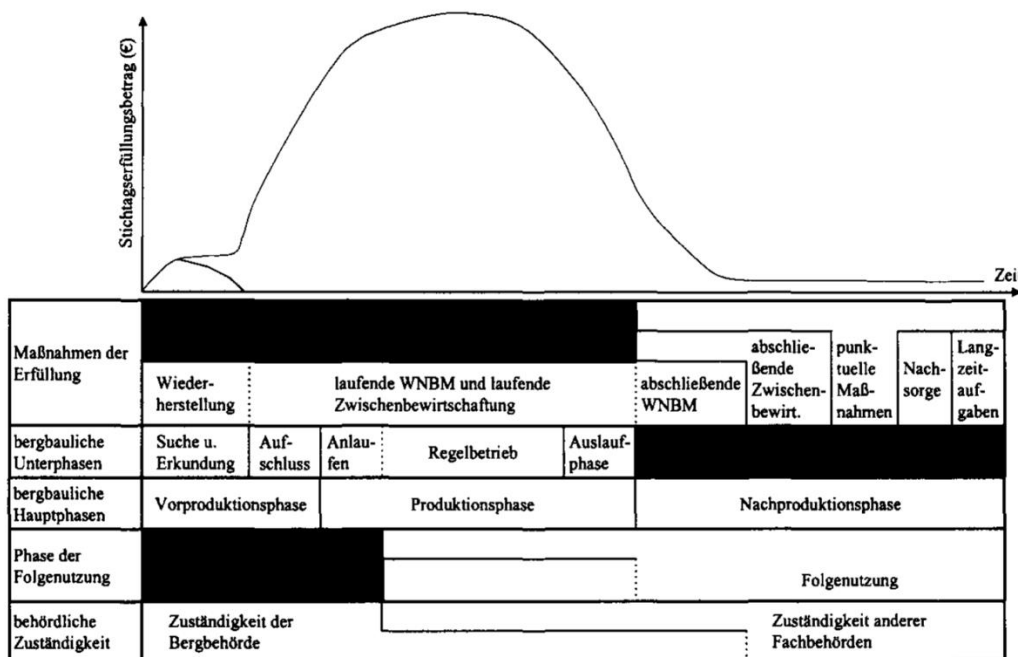 Stichtagserfüllungsbetrag (€)
Zei
Maßnahmen der
Erfüllung
Wieder-
herstellung
laufende WNBM und laufende
Zwischenbewirtschaftung
abschließende
WNBM
abschlie-
ßende
Zwischen-
bewirt.
punk-
tuelle
Maß-
nahmen
Nach-
sorge
Lang-
zeit-
auf-
gaben
bergbauliche
Unterphasen
Suche u.
Erkundung
Auf-
schluss
Anlau-
fen
Regelbetrieb
Auslauf-
phase
bergbauliche
Hauptphasen
Vorproduktionsphase
Produktionsphase
Nachproduktionsphase
Phase der
Folgenutzung
Folgenutzung
behördliche
Zuständigkeit
Zuständigkeit der
Bergbehörde
Zuständigkeit anderer
Fachbehörden